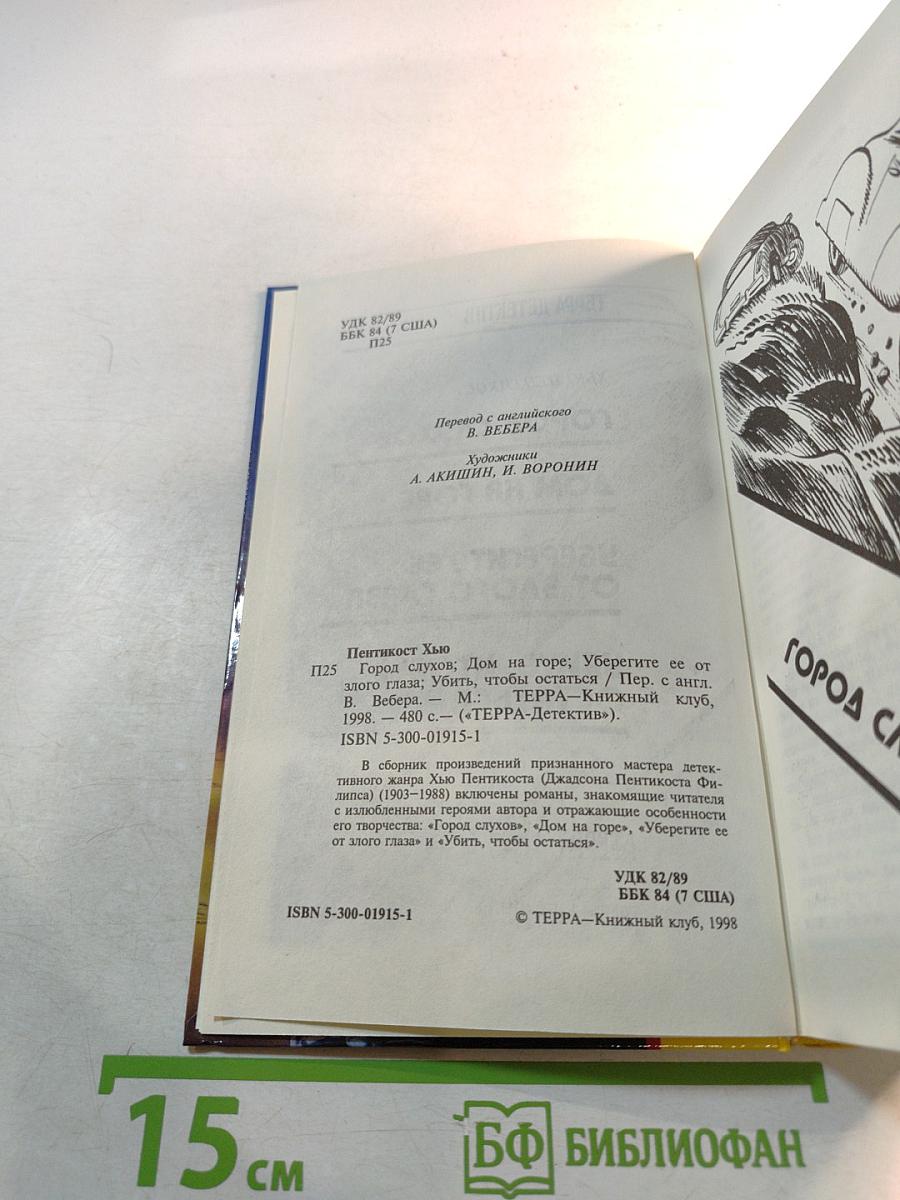 УДК 82/89
ББК 84 (7 США)
П25
Перевод с английского
В. ВЕБЕРА
Художники
А. АКИШИН, И. ВОРОНИН
Пентикост Хью
П25 Город слухов; Дом на горе; Уберегите ее от
злого глаза; Убить, чтобы остаться / Пер. с англ.
В. Вебера. — М.: ТЕРРА—Книжный клуб,
1998. — 480 с.— («ТЕРРА-Детектив»).
ISBN 5-300-01915-1
В сборник произведений признанного мастера детек-
тивного жанра Хью Пентикоста (Джадсона Пентикоста Фи-
липса) (1903—1988) включены романы, знакомящие читателя
с излюбленными героями автора и отражающие особенности
его творчества: «Город слухов», «Дом на горе», «Уберегите ее
от злого глаза» и «Убить, чтобы остаться».
УДК 82/89
ББК 84 (7 США)
ISBN 5-300-01915-1
© ТЕРРА—Книжный клуб, 1998
ГОРОД СЛ
15 см
БФ БИБЛИОФАН